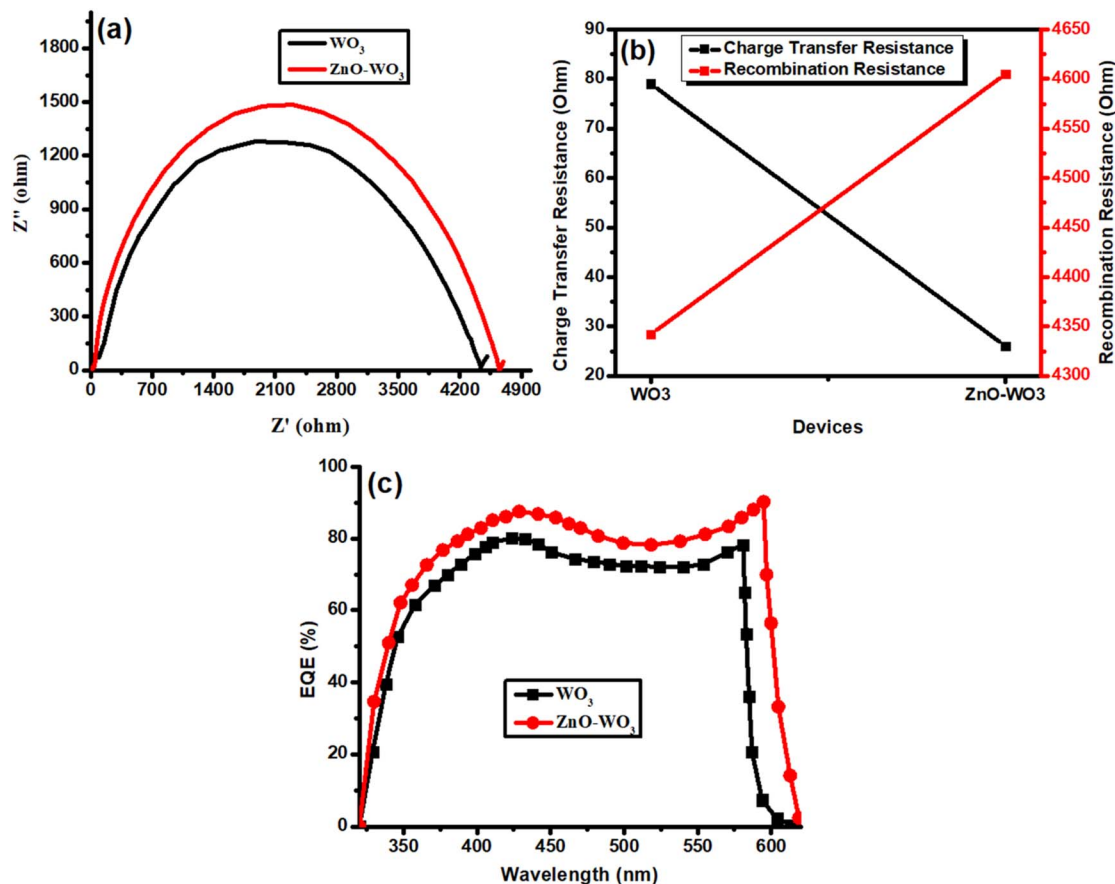 (a)
WO₃
ZnO-WO₃
Z'' (ohm)
1800
1500
1200
900
600
300
0
0 700 1400 2100 2800 3500 4200 4900
Z' (ohm)
(b)
Charge Transfer Resistance
Recombination Resistance
Charge Transfer Resistance (Ohm)
90
80
70
60
50
40
30
20
Recombination Resistance (Ohm)
4650
4600
4550
4500
4450
4400
4350
4300
WO3 ZnO-WO3
Devices
(c)
WO₃
ZnO-WO₃
EQE (%)
100
80
60
40
20
0
350 400 450 500 550 600
Wavelength (nm)